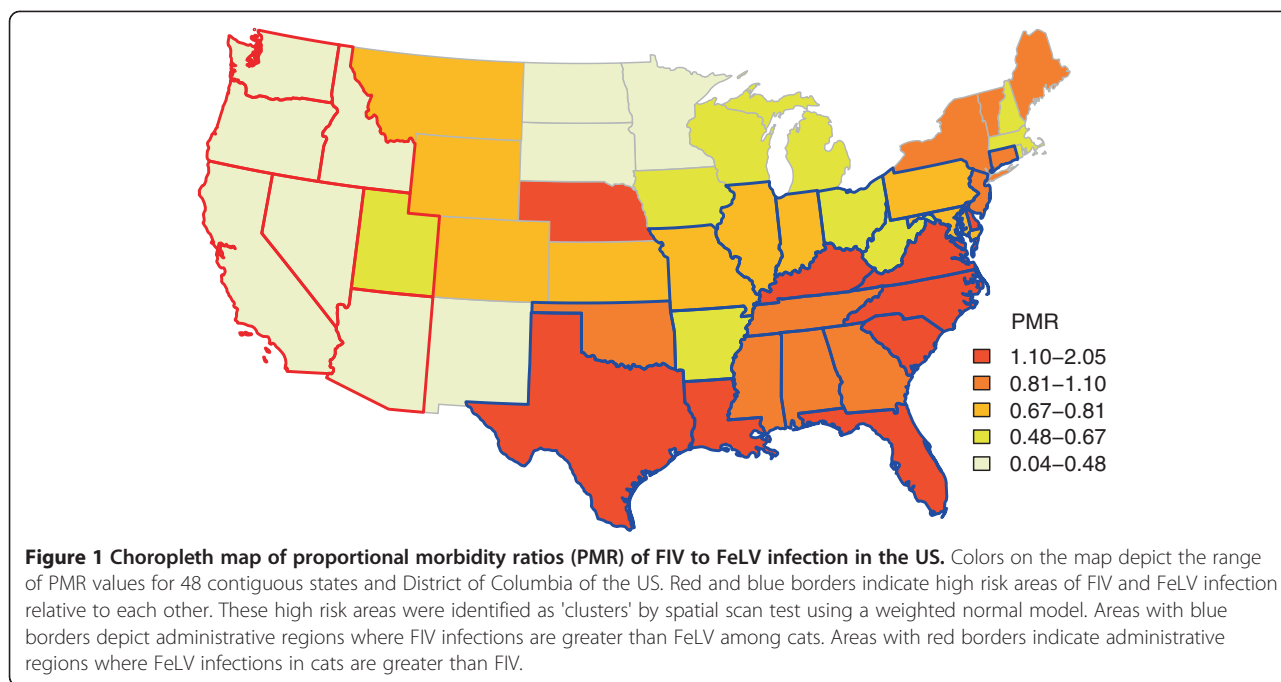 PMR
1.10–2.05
0.81–1.10
0.67–0.81
0.48–0.67
0.04–0.48
Figure 1 Choropleth map of proportional morbidity ratios (PMR) of FIV to FeLV infection in the US. Colors on the map depict the range
of PMR values for 48 contiguous states and District of Columbia of the US. Red and blue borders indicate high risk areas of FIV and FeLV infection
relative to each other. These high risk areas were identified as 'clusters' by spatial scan test using a weighted normal model. Areas with blue
borders depict administrative regions where FIV infections are greater than FeLV among cats. Areas with red borders indicate administrative
regions where FeLV infections in cats are greater than FIV.